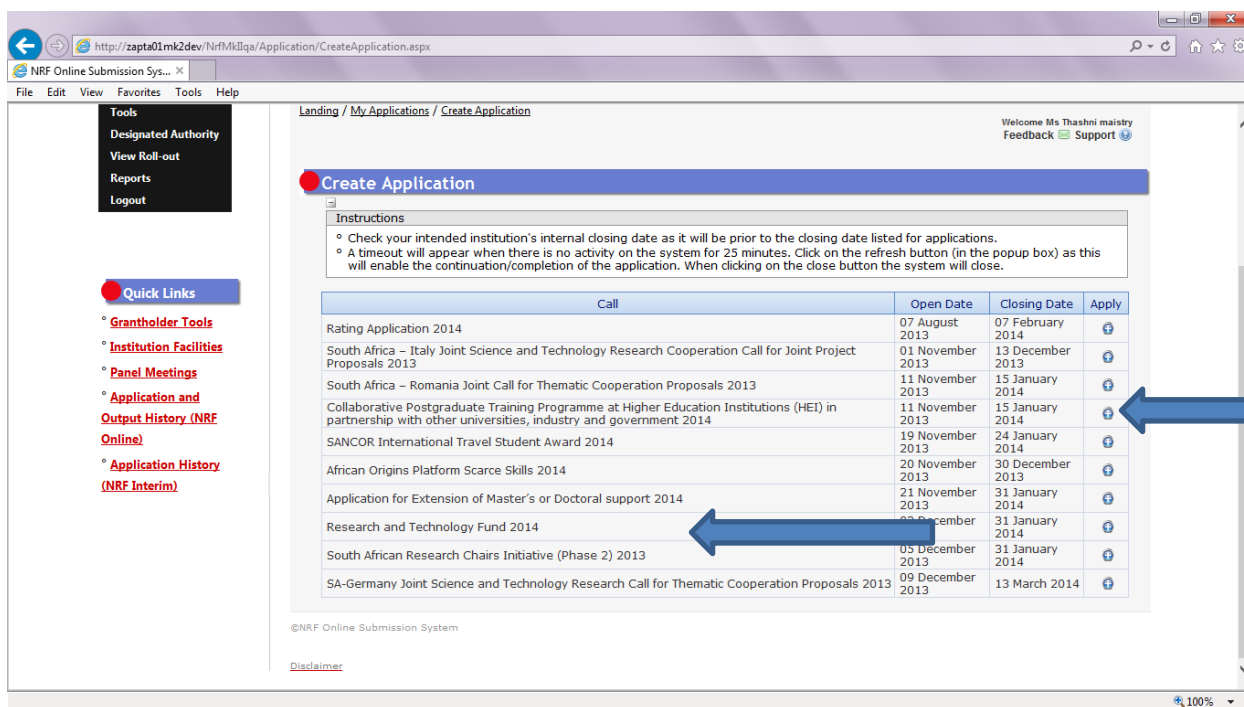 http://zapta01mk2dev/NrfMkIIqa/Application/CreateApplication.aspx
NRF Online Submission Sys...
File Edit View Favorites Tools Help
Tools
Designated Authority
View Roll-out
Reports
Logout
Quick Links
Grantholder Tools
Institution Facilities
Panel Meetings
Application and
Output History (NRF
Online)
Application History
(NRF Interim)
Landing / My Applications / Create Application
Welcome Ms Thashni maistry
Feedback Support
Create Application
Instructions
° Check your intended institution's internal closing date as it will be prior to the closing date listed for applications.
° A timeout will appear when there is no activity on the system for 25 minutes. Click on the refresh button (in the popup box) as this
will enable the continuation/completion of the application. When clicking on the close button the system will close.
Call Open Date Closing Date Apply
Rating Application 2014
07 August
2013
07 February
2014
South Africa – Italy Joint Science and Technology Research Cooperation Call for Joint Project
Proposals 2013
01 November
2013
13 December
2013
South Africa – Romania Joint Call for Thematic Cooperation Proposals 2013
11 November
2013
15 January
2014
Collaborative Postgraduate Training Programme at Higher Education Institutions (HEI) in
partnership with other universities, industry and government 2014
11 November
2013
15 January
2014
SANCOR International Travel Student Award 2014
19 November
2013
24 January
2014
African Origins Platform Scarce Skills 2014
20 November
2013
30 December
2013
Application for Extension of Master's or Doctoral support 2014
21 November
2013
31 January
2014
Research and Technology Fund 2014
December
31 January
2014
South African Research Chairs Initiative (Phase 2) 2013
05 December
2013
31 January
2014
SA-Germany Joint Science and Technology Research Call for Thematic Cooperation Proposals 2013
09 December
2013
13 March 2014
©NRF Online Submission System
Disclaimer
100%